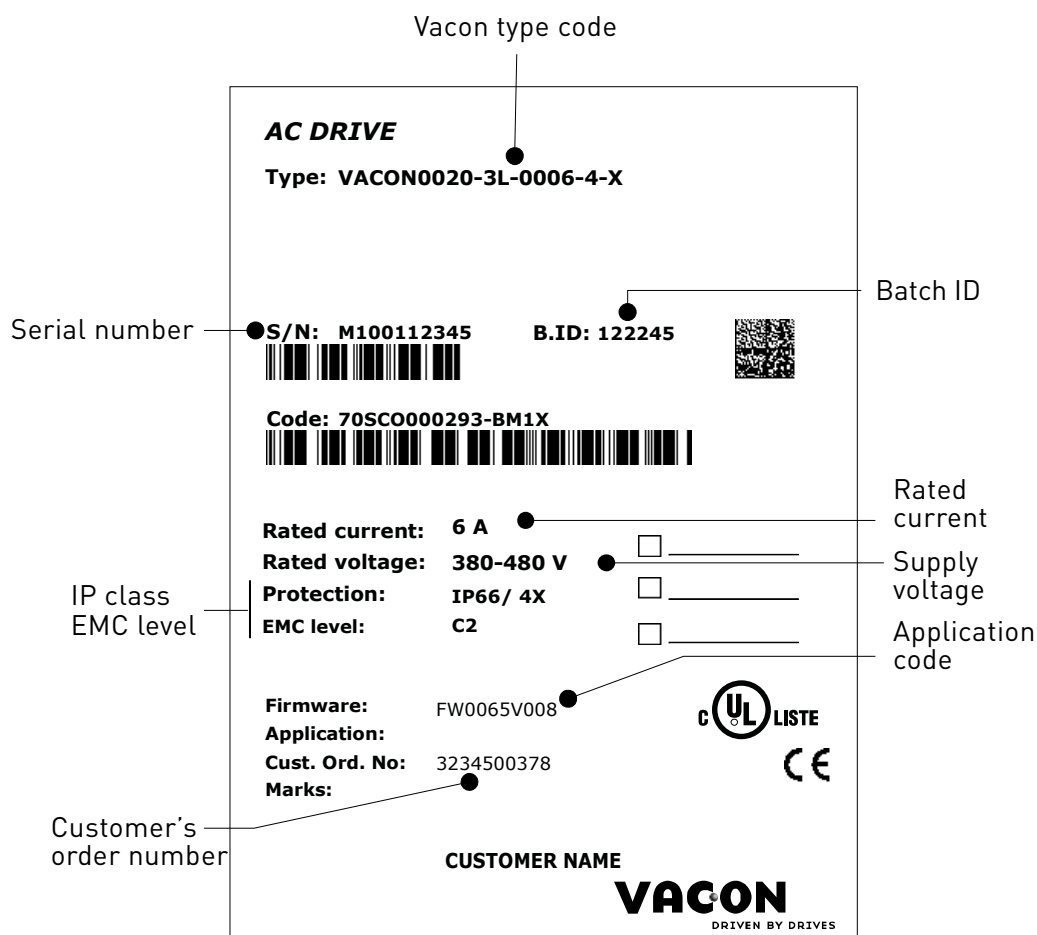 Vacon type code
AC DRIVE
Type: VACON0020-3L-0006-4-X
Batch ID
Serial number
S/N: M100112345 B.ID: 122245
Code: 70SCO000293-BM1X
Rated
current
Rated current: 6 A
Rated voltage: 380-480 V
Supply
voltage
IP class
EMC level
Protection: IP66/ 4X
EMC level: C2
Application
code
Firmware: FW0065V008
Application:
Cust. Ord. No: 3234500378
Marks:
C UL LISTE
CE
Customer's
order number
CUSTOMER NAME
VACON
DRIVEN BY DRIVES